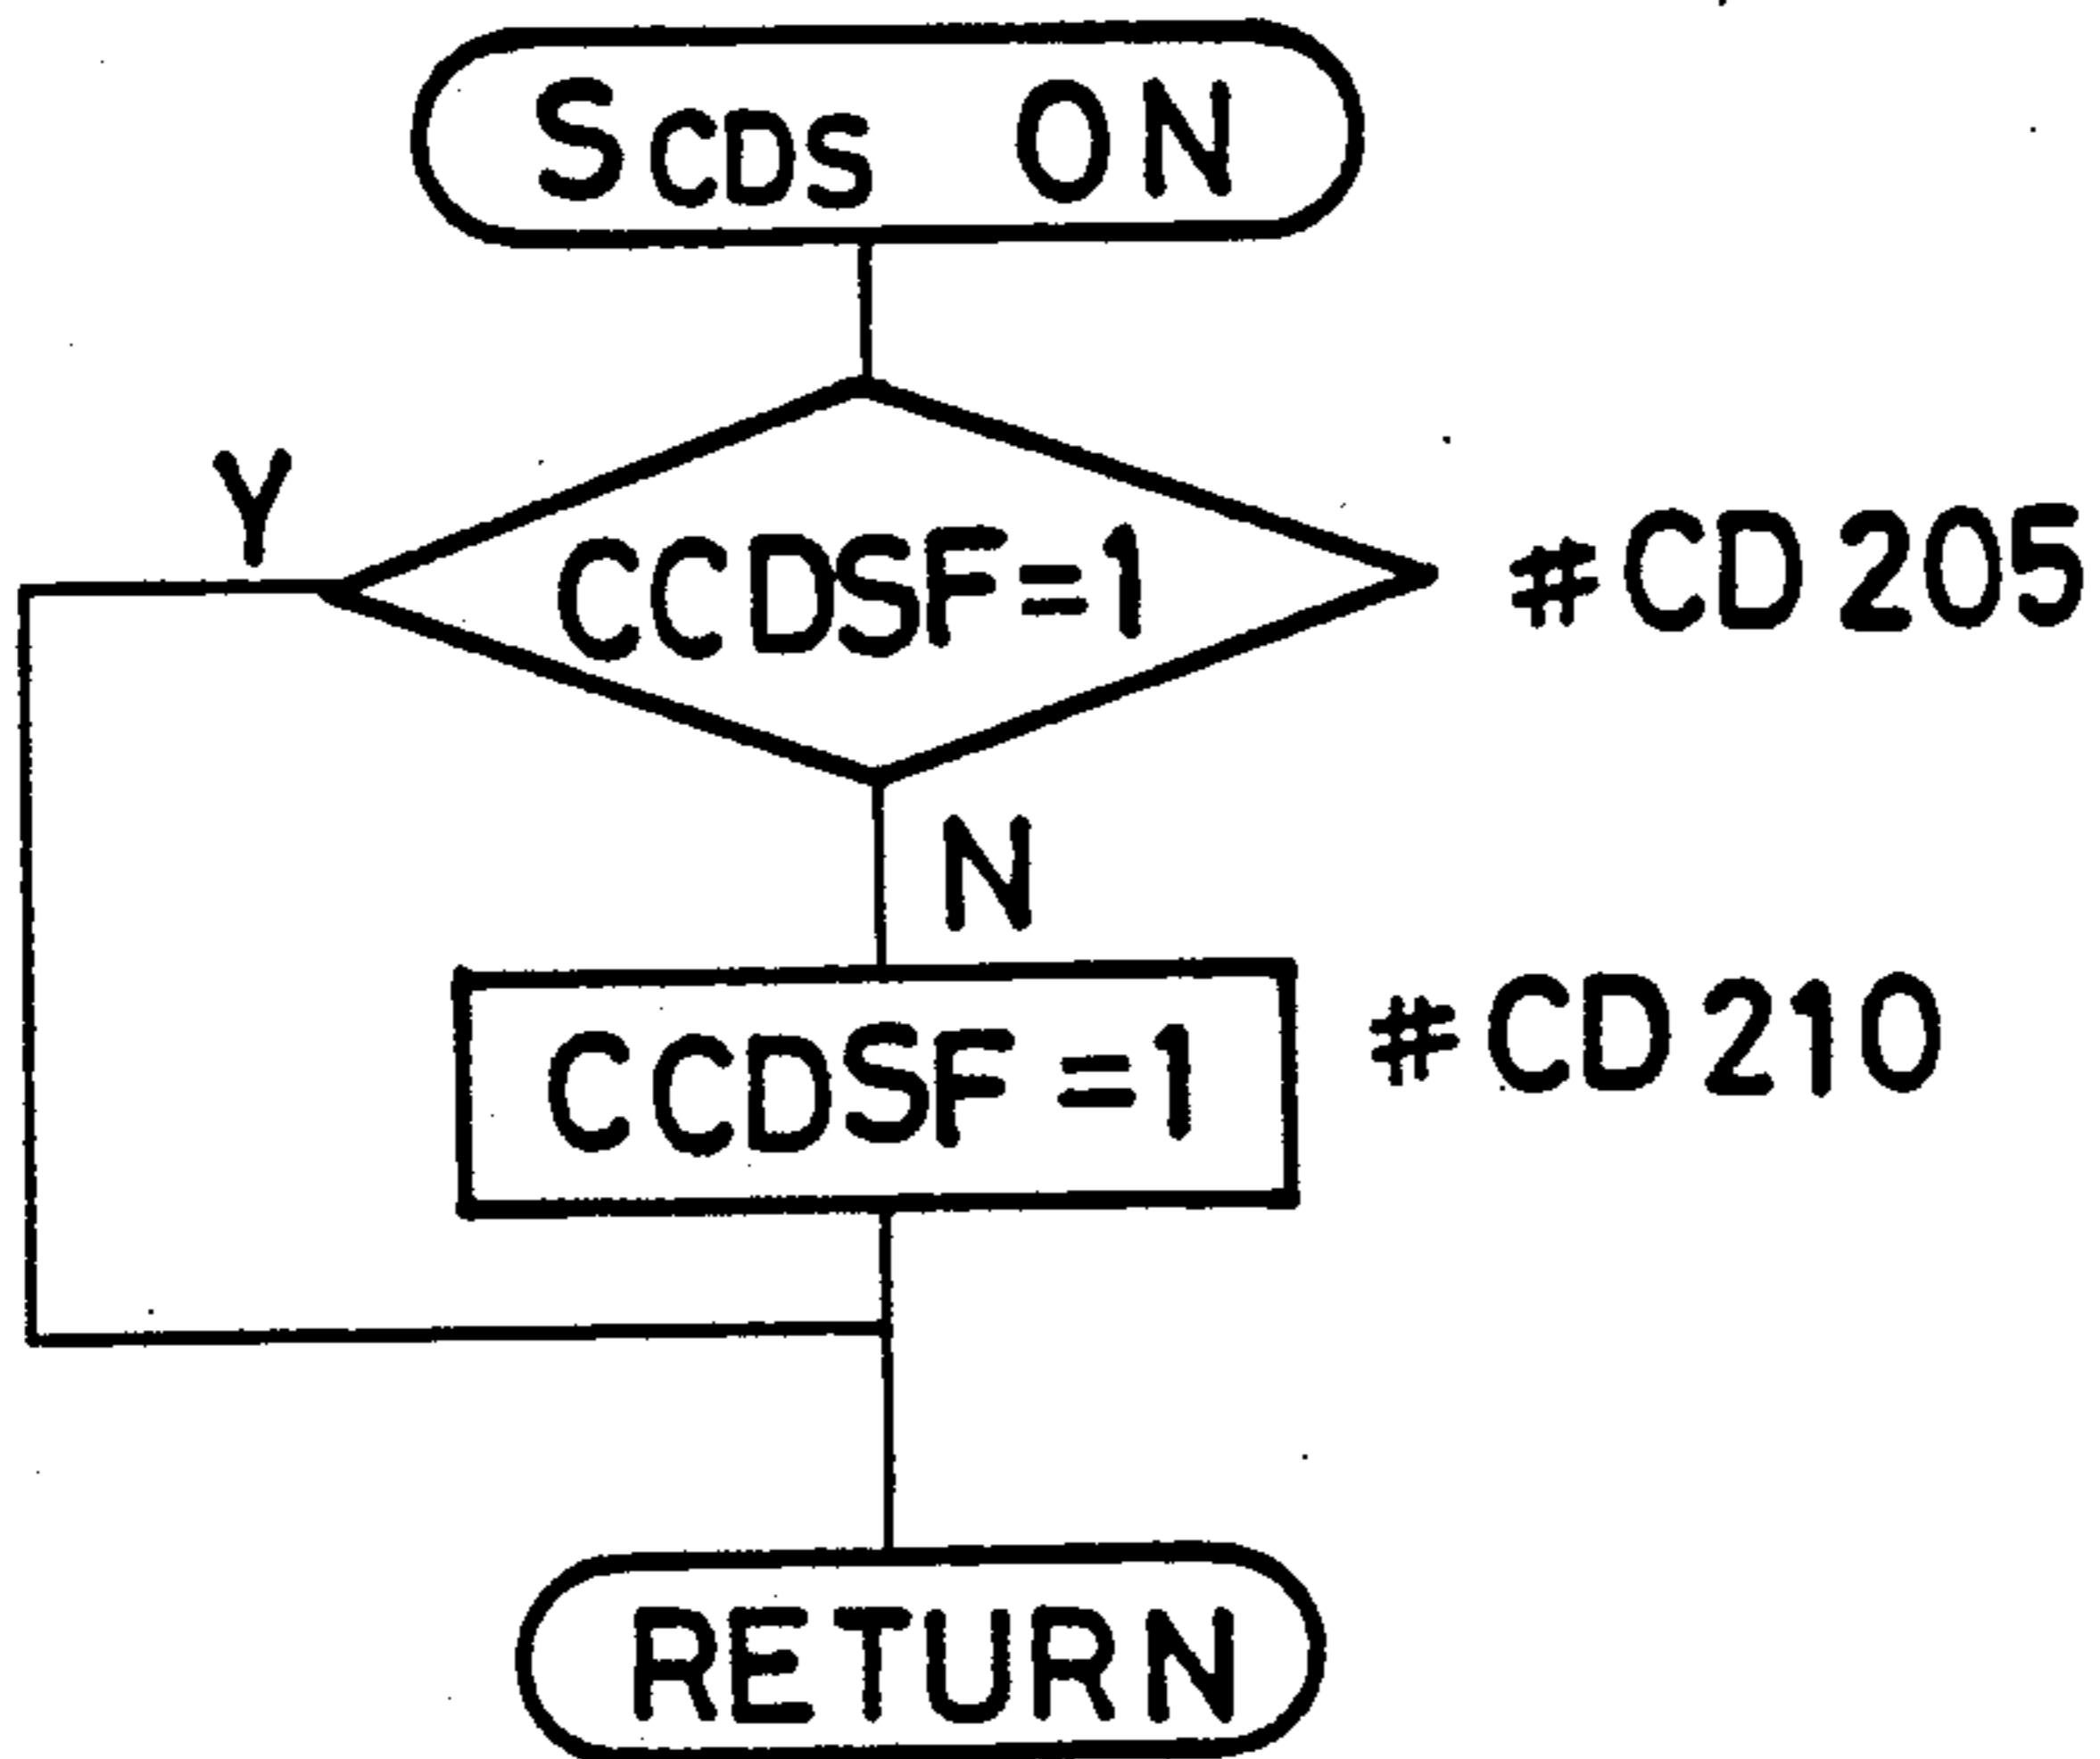 SCDS ON
Y
CCDSF=1 #CD205
N
CCDSF=1 #CD210
RETURN